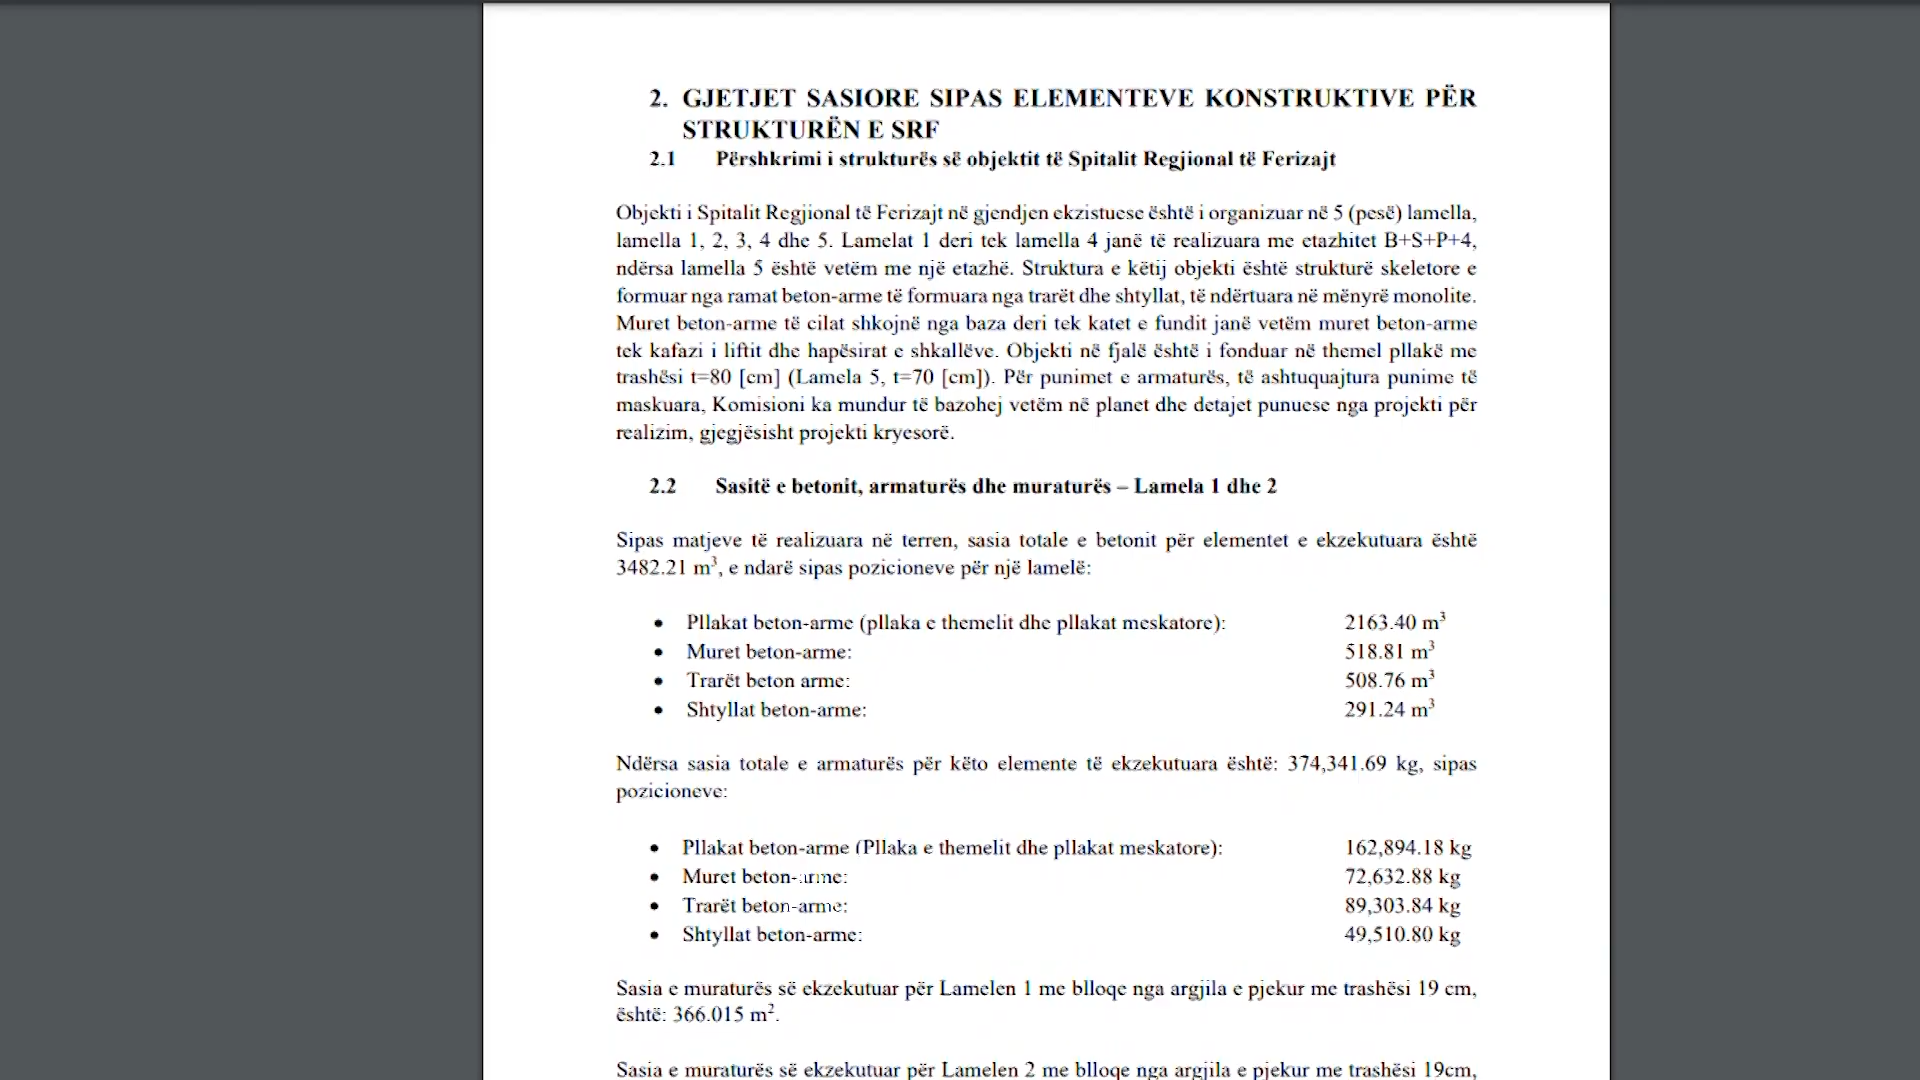 2. GJETJET SASIORE SIPAS ELEMENTEVE KONSTRUKTIVE PËR
STRUKTURËN E SRF
2.1 Përshkrimi i strukturës së objektit të Spitalit Regjional të Ferizajt
Objekti i Spitalit Regjional të Ferizajt në gjendjen ekzistuese është i organizuar në 5 (pesë) lamella,
lamella 1, 2, 3, 4 dhe 5. Lamelat 1 deri tek lamella 4 janë të realizuara me etazhitet B+S+P+4,
ndërsa lamella 5 është vetëm me një etazhë. Struktura e këtij objekti është strukturë skeletore e
formuar nga ramat beton-arme të formuara nga trarët dhe shtyllat, të ndërtuara në mënyrë monolite.
Muret beton-arme të cilat shkojnë nga baza deri tek katet e fundit janë vetëm muret beton-arme
tek kafazi i liftit dhe hapësirat e shkallëve. Objekti në fjalë është i fonduar në themel pllakë me
trashësi t=80 [cm] (Lamela 5, t=70 [cm]). Për punimet e armaturës, të ashtuquajtura punime të
maskuara, Komisioni ka mundur të bazohej vetëm në planet dhe detajet punuese nga projekti për
realizim, gjegjësisht projekti kryesorë.
2.2 Sasitë e betonit, armaturës dhe muraturës – Lamela 1 dhe 2
Sipas matjeve të realizuara në terren, sasia totale e betonit për elementet e ekzekutuara është
3482.21 m³, e ndarë sipas pozicioneve për një lamelë:
• Pllakat beton-arme (pllaka e themelit dhe pllakat meskatore): 2163.40 m³
• Muret beton-arme: 518.81 m³
• Trarët beton arme: 508.76 m³
• Shtyllat beton-arme: 291.24 m³
Ndërsa sasia totale e armaturës për këto elemente të ekzekutuara është: 374,341.69 kg, sipas
pozicioneve:
• Pllakat beton-arme (Pllaka e themelit dhe pllakat meskatore): 162,894.18 kg
• Muret beton-arme: 72,632.88 kg
• Trarët beton-arme: 89,303.84 kg
• Shtyllat beton-arme: 49,510.80 kg
Sasia e muraturës së ekzekutuar për Lamelen 1 me blloqe nga argjila e pjekur me trashësi 19 cm,
është: 366.015 m².
Sasia e muraturës së ekzekutuar për Lamelen 2 me blloqe nga argjila e pjekur me trashësi 19cm,